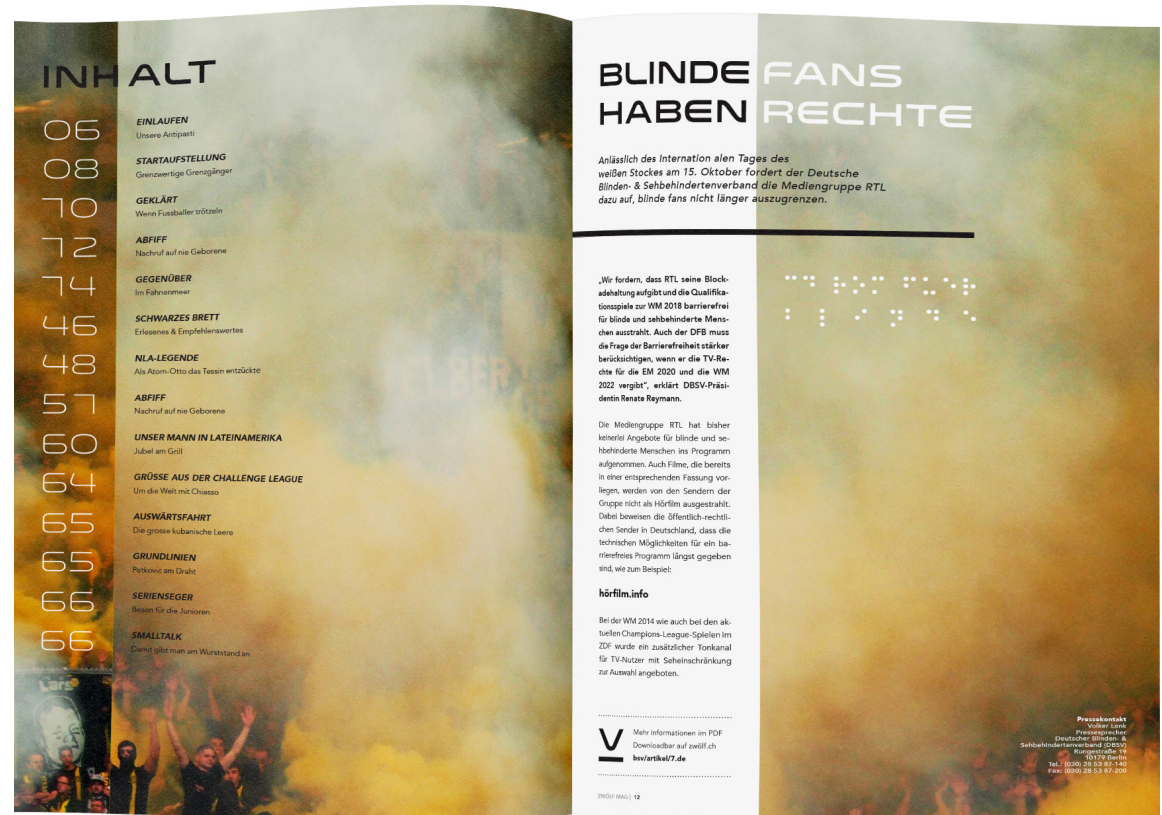 INHALT
06
EINLAUFEN
Unsere Antipasti
08
STARTAUFSTELLUNG
Grenzwertige Grenzgänger
10
GEKLÄRT
Wenn Fussballer trötzeln
12
ABFIFF
Nachruf auf nie Geborene
14
GEGENÜBER
Im Fahnenmeer
46
SCHWARZES BRETT
Erlesenes & Empfehlenswertes
48
NLA-LEGENDE
Als Atom-Otto das Tessin entzückte
51
ABFIFF
Nachruf auf nie Geborene
60
UNSER MANN IN LATEINAMERIKA
Jubel am Grill
64
GRÜSSE AUS DER CHALLENGE LEAGUE
Um die Welt mit Chiasso
65
AUSWÄRTSFAHRT
Die grosse kubanische Leere
65
GRUNDLINIEN
Petkovic am Draht
66
SERIENSEGER
Besen für die Junioren
66
SMALLTALK
Damit gibt man am Wurststand an
Lars
BLINDE FANS
HABEN RECHTE
Anlässlich des Internation alen Tages des
weißen Stockes am 15. Oktober fordert der Deutsche
Blinden- & Sehbehindertenverband die Mediengruppe RTL
dazu auf, blinde fans nicht länger auszugrenzen.
„Wir fordern, dass RTL seine Block-
adehaltung aufgibt und die Qualifika-
tionsspiele zur WM 2018 barrierefrei
für blinde und sehbehinderte Mens-
chen ausstrahlt. Auch der DFB muss
die Frage der Barrierefreiheit stärker
berücksichtigen, wenn er die TV-Re-
chte für die EM 2020 und die WM
2022 vergibt“, erklärt DBSV-Präsi-
dentin Renate Reymann.
Die Mediengruppe RTL hat bisher
keinerlei Angebote für blinde und se-
hbehinderte Menschen ins Programm
aufgenommen. Auch Filme, die bereits
in einer entsprechenden Fassung vor-
liegen, werden von den Sendern der
Gruppe nicht als Hörfilm ausgestrahlt.
Dabei beweisen die öffentlich-rechtli-
chen Sender in Deutschland, dass die
technischen Möglichkeiten für ein ba-
rrierefreies Programm längst gegeben
sind, wie zum Beispiel:
hörfilm.info
Bei der WM 2014 wie auch bei den ak-
tuellen Champions-League-Spielen im
ZDF wurde ein zusätzlicher Tonkanal
für TV-Nutzer mit Seheinschränkung
zur Auswahl angeboten.
Mehr Informationen im PDF
Downloadbar auf zwölf.ch
bsv/artikel/7.de
ZWÖLF MAG | 12
Pressekontakt
Volker Lenk
Pressesprecher
Deutscher Blinden- &
Sehbehindertenverband (DBSV)
Rungestraße 19
10179 Berlin
Tel.: (030) 28 53 87-140
Fax: (030) 28 53 87-200